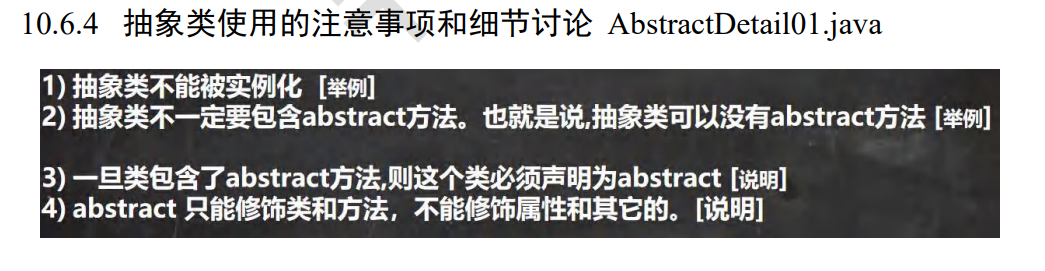 10.6.4 抽象类使用的注意事项和细节讨论 AbstractDetail01.java
1) 抽象类不能被实例化 [举例]
2) 抽象类不一定要包含abstract方法。也就是说,抽象类可以没有abstract方法 [举例]
3) 一旦类包含了abstract方法,则这个类必须声明为abstract [说明]
4) abstract 只能修饰类和方法，不能修饰属性和其它的。[说明]